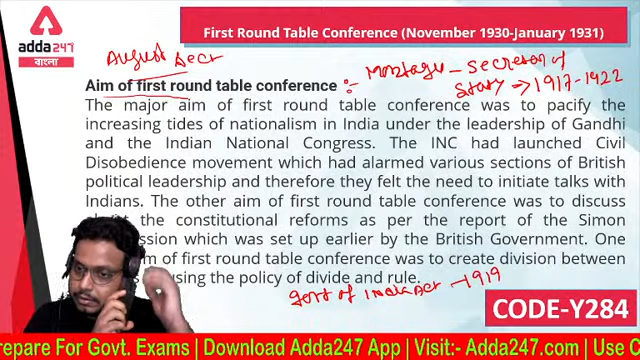 adda247
বাংলা
First Round Table Conference (November 1930-January 1931)
August Decr
Montagu - Secretary of
State → 1917-1922
Aim of first round table conference :-
The major aim of first round table conference was to pacify the
increasing tides of nationalism in India under the leadership of Gandhi
and the Indian National Congress. The INC had launched Civil
Disobedience movement which had alarmed various sections of British
political leadership and therefore they felt the need to initiate talks with
Indians. The other aim of first round table conference was to discuss
the constitutional reforms as per the report of the Simon
ission which was set up earlier by the British Government. One
im of first round table conference was to create division between
using the policy of divide and rule.
Govt of India Act - 1919
CODE-Y284
repare For Govt. Exams | Download Adda247 App | Visit:- Adda247.com | Use C